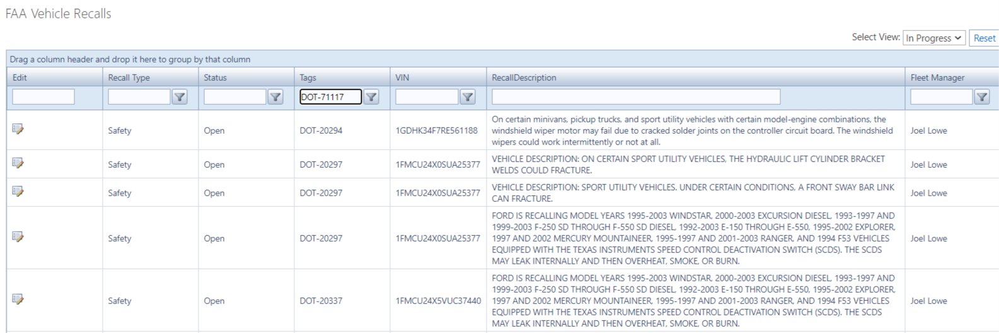 FAA Vehicle Recalls
Select View: In Progress Reset
Drag a column header and drop it here to group by that column
Edit Recall Type Status Tags VIN RecallDescription Fleet Manager
DOT-71117
Safety Open DOT-20294 1GDHK34F7RE561188 On certain minivans, pickup trucks, and sport utility vehicles with certain model-engine combinations, the
windshield wiper motor may fail due to cracked solder joints on the controller circuit board. The windshield
wipers could work intermittently or not at all. Joel Lowe
Safety Open DOT-20297 1FMCU24X0SUA25377 VEHICLE DESCRIPTION: ON CERTAIN SPORT UTILITY VEHICLES, THE HYDRAULIC LIFT CYLINDER BRACKET
WELDS COULD FRACTURE. Joel Lowe
Safety Open DOT-20297 1FMCU24X0SUA25377 VEHICLE DESCRIPTION: SPORT UTILITY VEHICLES. UNDER CERTAIN CONDITIONS, A FRONT SWAY BAR LINK
CAN FRACTURE. Joel Lowe
Safety Open DOT-20297 1FMCU24X0SUA25377 FORD IS RECALLING MODEL YEARS 1995-2003 WINDSTAR, 2000-2003 EXCURSION DIESEL, 1993-1997 AND
1999-2003 F-250 SD THROUGH F-550 SD DIESEL, 1992-2003 E-150 THROUGH E-550, 1995-2002 EXPLORER,
1997 AND 2002 MERCURY MOUNTAINEER, 1995-1997 AND 2001-2003 RANGER, AND 1994 F53 VEHICLES
EQUIPPED WITH THE TEXAS INSTRUMENTS SPEED CONTROL DEACTIVATION SWITCH (SCDS). THE SCDS
MAY LEAK INTERNALLY AND THEN OVERHEAT, SMOKE, OR BURN. Joel Lowe
Safety Open DOT-20337 1FMCU24X5VUC37440 FORD IS RECALLING MODEL YEARS 1995-2003 WINDSTAR, 2000-2003 EXCURSION DIESEL, 1993-1997 AND
1999-2003 F-250 SD THROUGH F-550 SD DIESEL, 1992-2003 E-150 THROUGH E-550, 1995-2002 EXPLORER,
1997 AND 2002 MERCURY MOUNTAINEER, 1995-1997 AND 2001-2003 RANGER, AND 1994 F53 VEHICLES
EQUIPPED WITH THE TEXAS INSTRUMENTS SPEED CONTROL DEACTIVATION SWITCH (SCDS). THE SCDS
MAY LEAK INTERNALLY AND THEN OVERHEAT, SMOKE, OR BURN. Joel Lowe